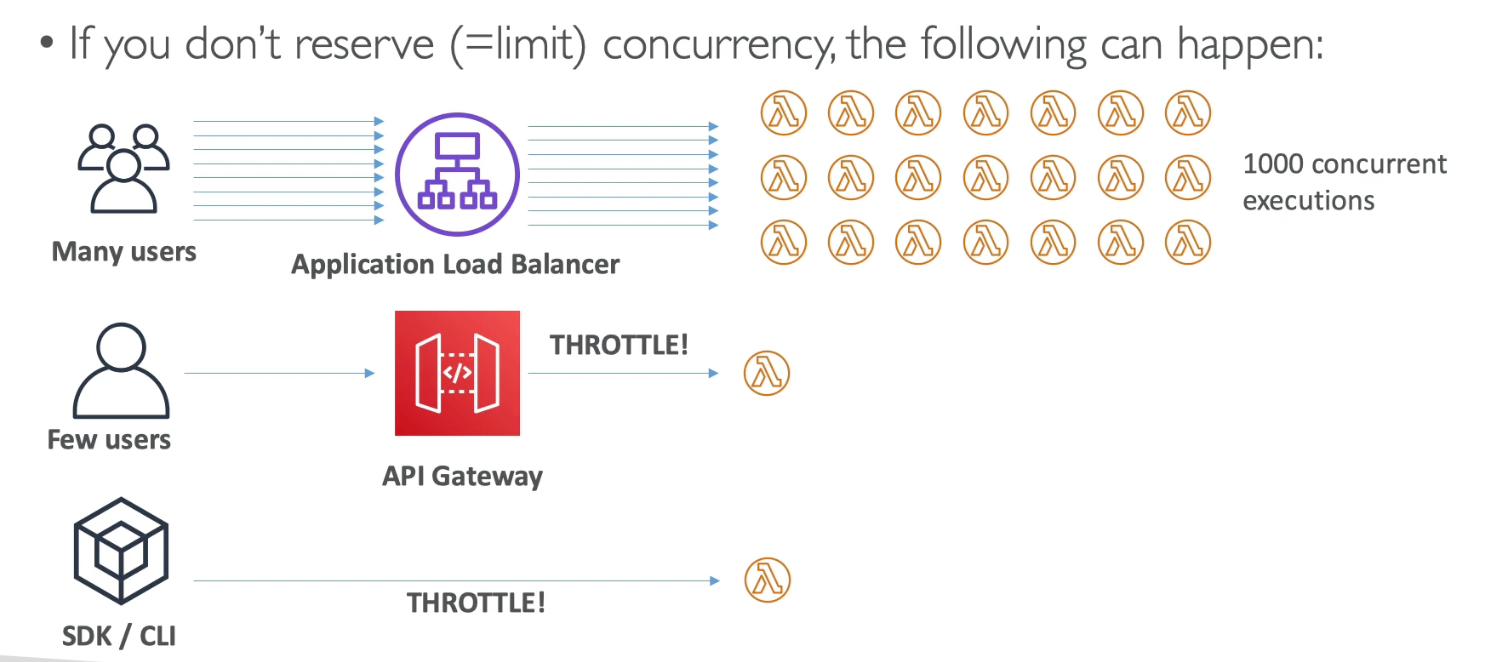 • If you don't reserve (=limit) concurrency, the following can happen:
1000 concurrent
executions
Many users
Application Load Balancer
THROTTLE!
</>
Few users
API Gateway
THROTTLE!
SDK / CLI